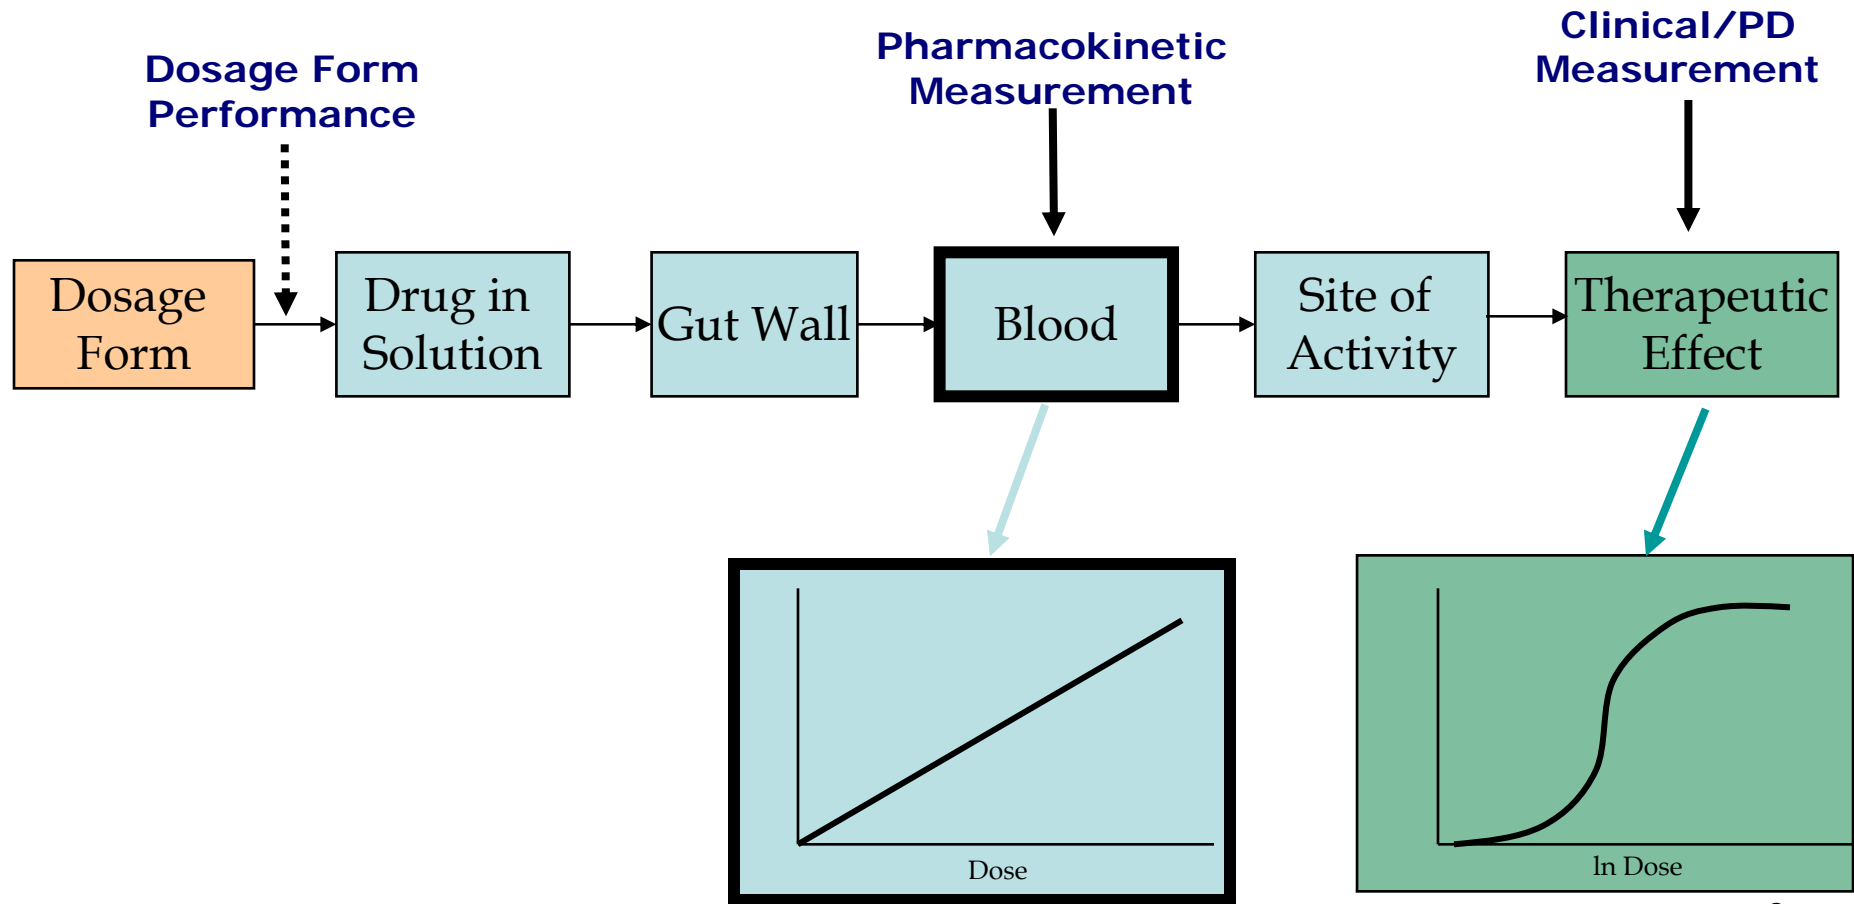 Dosage Form
Performance
Pharmacokinetic
Measurement
Clinical/PD
Measurement
Dosage
Form
Drug in
Solution
Gut Wall
Blood
Site of
Activity
Therapeutic
Effect
Dose
ln Dose